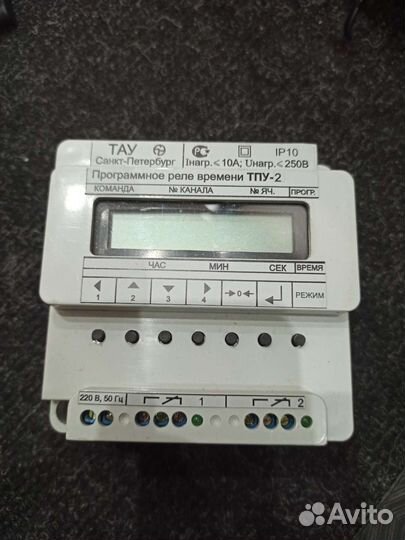 ТАУ IP10
Санкт-Петербург Iнагр.⩽10А; Uнагр.⩽250В
Программное реле времени ТПУ-2
КОМАНДА № КАНАЛА № ЯЧ. ПРОГР.
ЧАС МИН СЕК ВРЕМЯ
1 2 3 4 →0← РЕЖИМ
220 В, 50 Гц 1 2
Avito